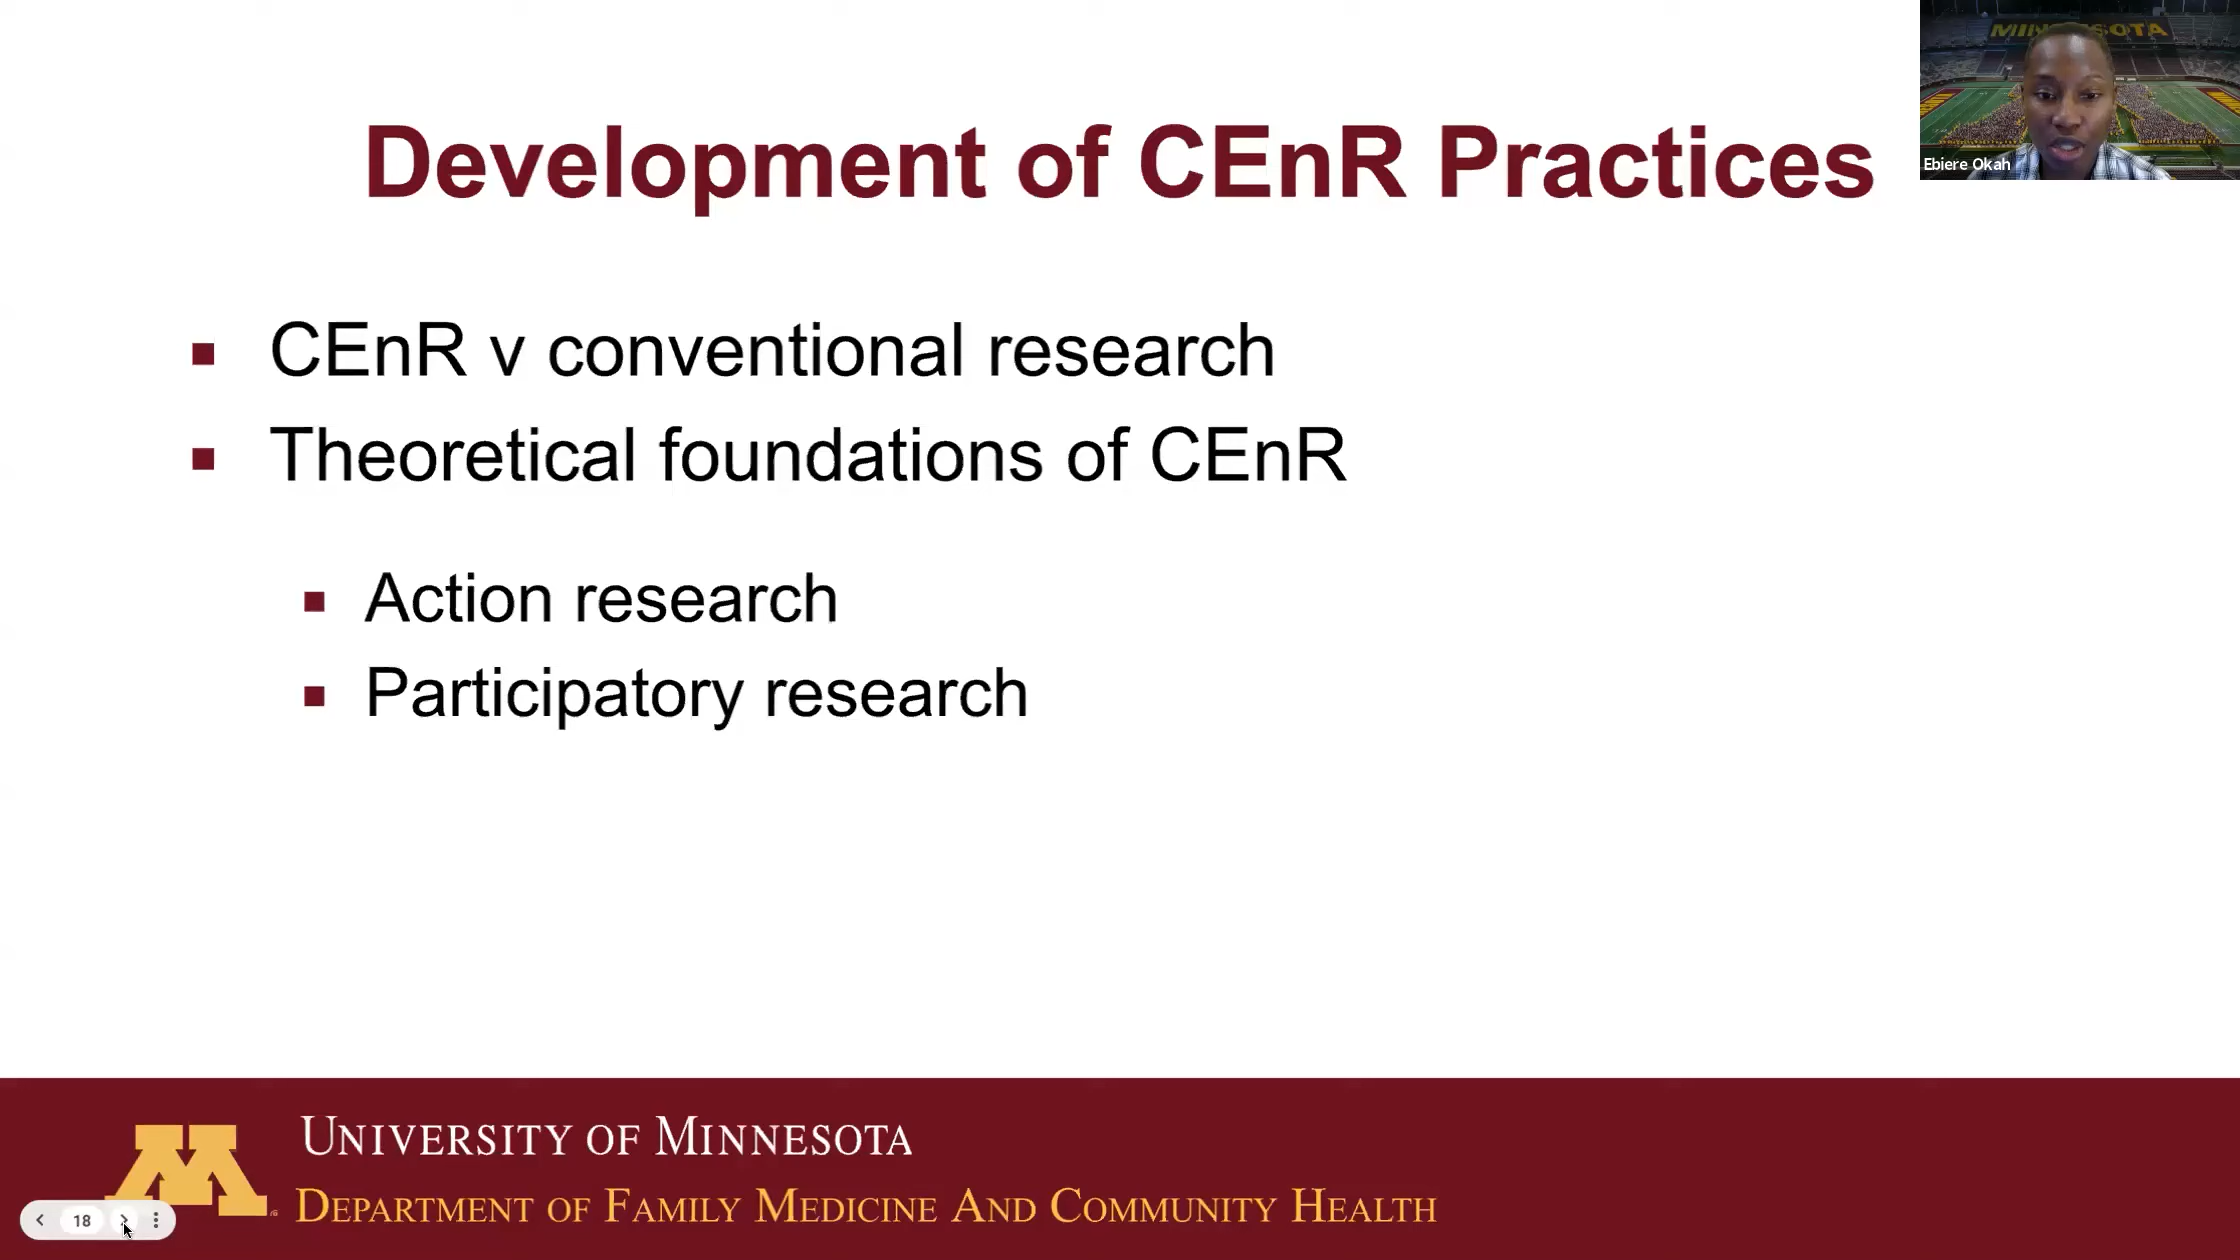 MINNESOTA
Ebiere Okah
Development of CEnR Practices
CEnR v conventional research
Theoretical foundations of CEnR
Action research
Participatory research
UNIVERSITY OF MINNESOTA
DEPARTMENT OF FAMILY MEDICINE AND COMMUNITY HEALTH
18